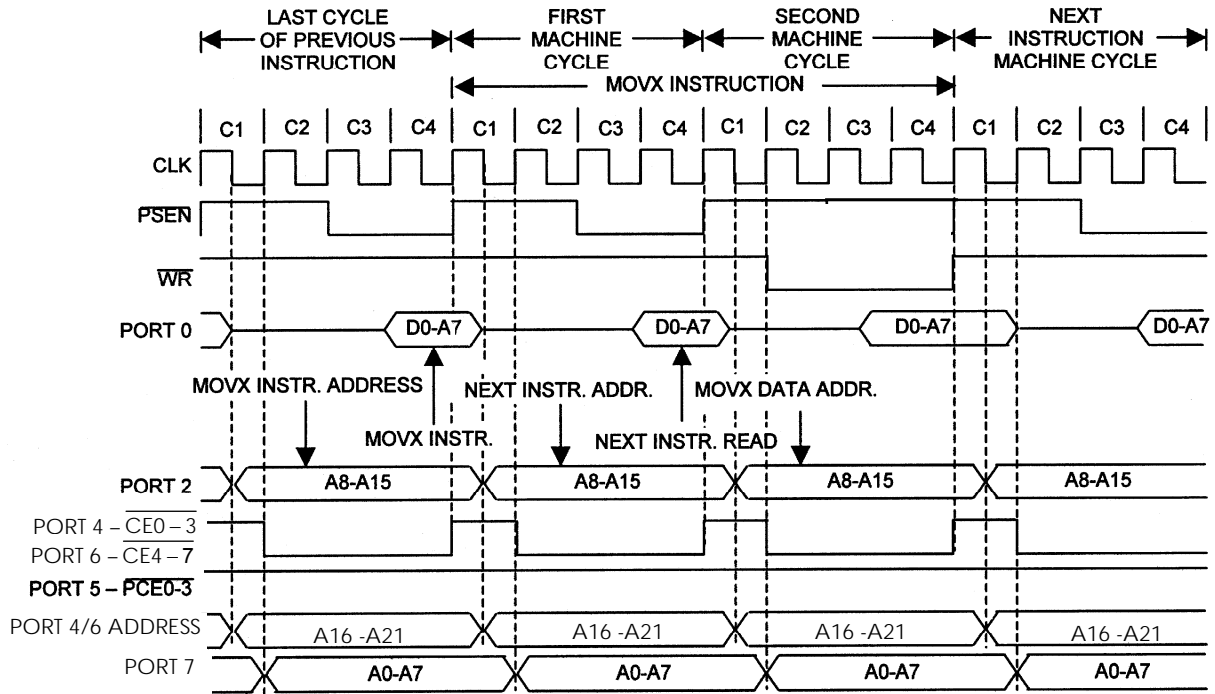 LAST CYCLE OF PREVIOUS INSTRUCTION
FIRST MACHINE CYCLE
SECOND MACHINE CYCLE
NEXT INSTRUCTION MACHINE CYCLE
MOVX INSTRUCTION
C1 C2 C3 C4 C1 C2 C3 C4 C1 C2 C3 C4 C1 C2 C3 C4
CLK
PSEN
WR
PORT 0 D0-A7 D0-A7 D0-A7 D0-A7
MOVX INSTR. ADDRESS NEXT INSTR. ADDR. MOVX DATA ADDR.
MOVX INSTR. NEXT INSTR. READ
PORT 2 A8-A15 A8-A15 A8-A15 A8-A15
PORT 4 – CE0 – 3
PORT 6 – CE4 – 7
PORT 5 – PCE0-3
PORT 4/6 ADDRESS A16 -A21 A16 -A21 A16 -A21 A16 -A21
PORT 7 A0-A7 A0-A7 A0-A7 A0-A7